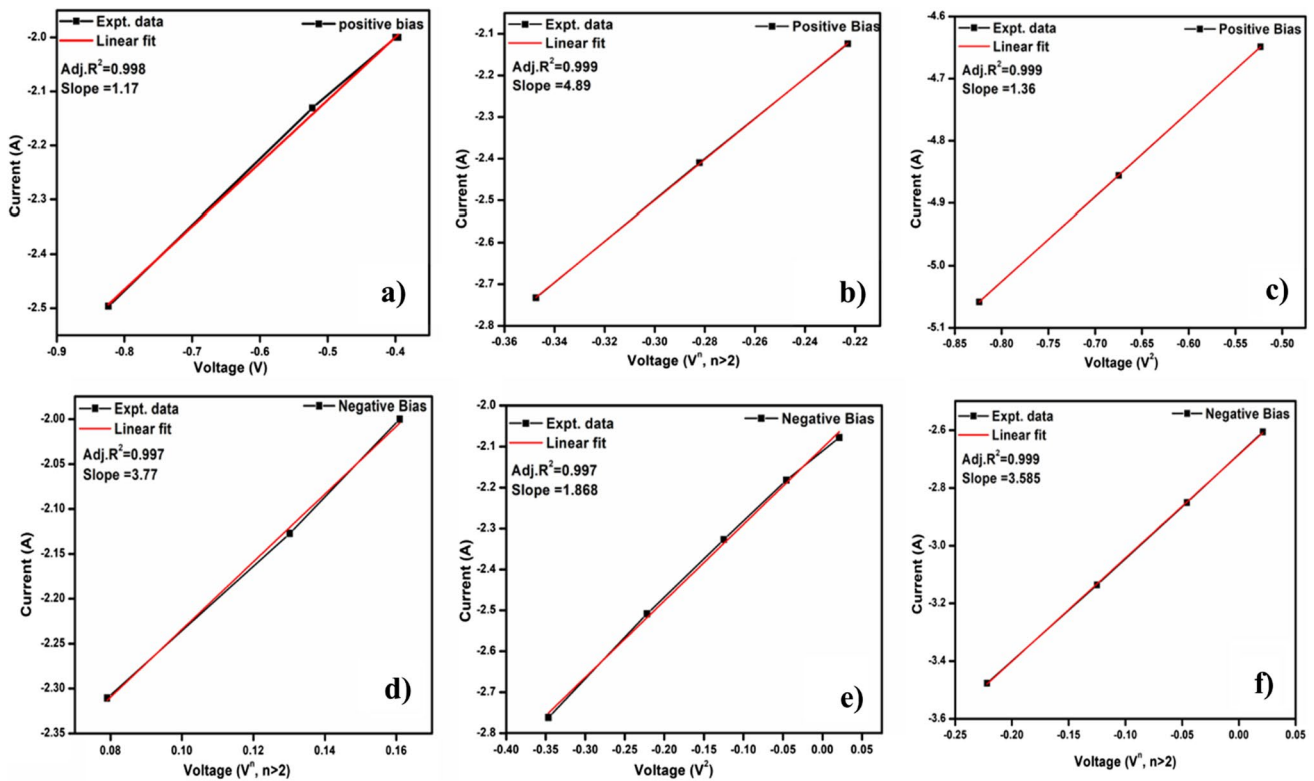 Expt. data
positive bias
Linear fit
Adj.R²=0.998
Slope =1.17
-2.0
-2.1
-2.2
-2.3
-2.4
-2.5
Current (A)
-0.9 -0.8 -0.7 -0.6 -0.5 -0.4
Voltage (V)
a)
Expt. data
Positive Bias
Linear fit
Adj.R²=0.999
Slope =4.89
-2.1
-2.2
-2.3
-2.4
-2.5
-2.6
-2.7
-2.8
Current (A)
-0.36 -0.34 -0.32 -0.30 -0.28 -0.26 -0.24 -0.22
Voltage (Vⁿ, n>2)
b)
Expt. data
Positive Bias
Linear fit
Adj.R²=0.999
Slope =1.36
-4.6
-4.7
-4.8
-4.9
-5.0
-5.1
Current (A)
-0.85 -0.80 -0.75 -0.70 -0.65 -0.60 -0.55 -0.50
Voltage (V²)
c)
Expt. data
Negative Bias
Linear fit
Adj.R²=0.997
Slope =3.77
-2.00
-2.05
-2.10
-2.15
-2.20
-2.25
-2.30
-2.35
Current (A)
0.08 0.10 0.12 0.14 0.16
Voltage (Vⁿ, n>2)
d)
Expt. data
Negative Bias
Linear fit
Adj.R²=0.997
Slope =1.868
-2.0
-2.1
-2.2
-2.3
-2.4
-2.5
-2.6
-2.7
-2.8
Current (A)
-0.40 -0.35 -0.30 -0.25 -0.20 -0.15 -0.10 -0.05 0.00 0.05
Voltage (V²)
e)
Expt. data
Negative Bias
Linear fit
Adj.R²=0.999
Slope =3.585
-2.4
-2.6
-2.8
-3.0
-3.2
-3.4
-3.6
Current (A)
-0.25 -0.20 -0.15 -0.10 -0.05 0.00 0.05
Voltage (Vⁿ, n>2)
f)